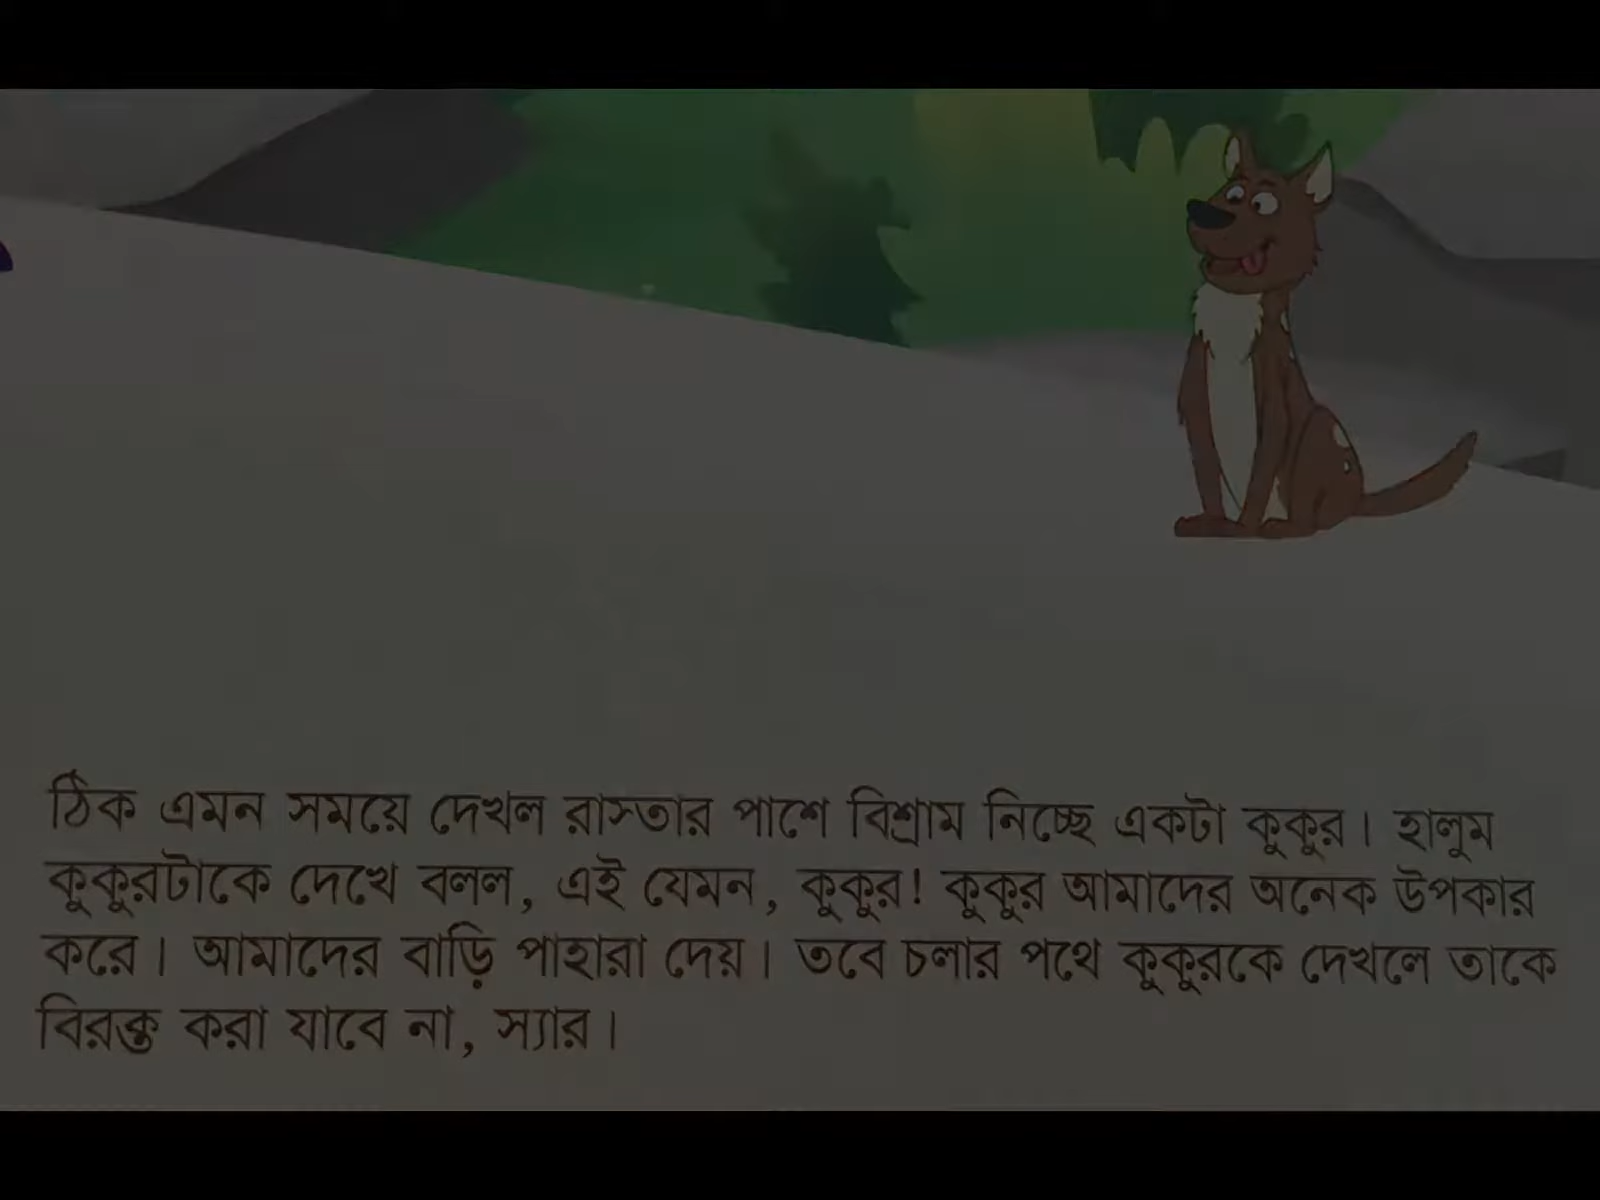 ঠিক এমন সময়ে দেখল রাস্তার পাশে বিশ্রাম নিচ্ছে একটা কুকুর। হালুম
কুকুরটাকে দেখে বলল, এই যেমন, কুকুর! কুকুর আমাদের অনেক উপকার
করে। আমাদের বাড়ি পাহারা দেয়। তবে চলার পথে কুকুরকে দেখলে তাকে
বিরক্ত করা যাবে না, স্যার।